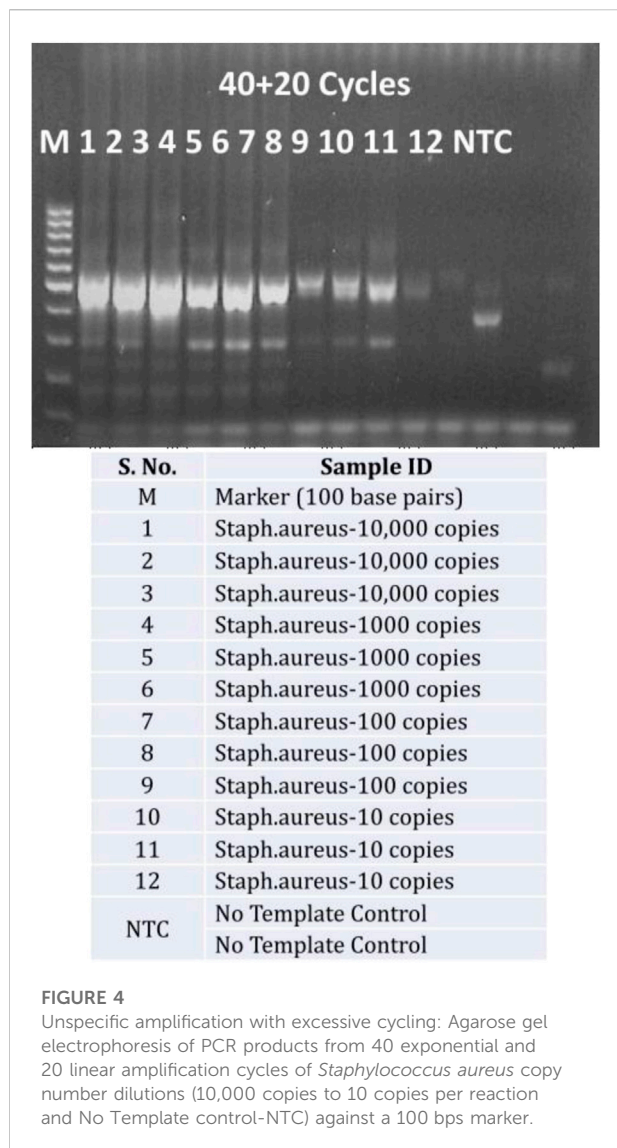 40+20 Cycles
M 1 2 3 4 5 6 7 8 9 10 11 12 NTC
S. No. Sample ID
M Marker (100 base pairs)
1 Staph.aureus-10,000 copies
2 Staph.aureus-10,000 copies
3 Staph.aureus-10,000 copies
4 Staph.aureus-1000 copies
5 Staph.aureus-1000 copies
6 Staph.aureus-1000 copies
7 Staph.aureus-100 copies
8 Staph.aureus-100 copies
9 Staph.aureus-100 copies
10 Staph.aureus-10 copies
11 Staph.aureus-10 copies
12 Staph.aureus-10 copies
NTC No Template Control
No Template Control
FIGURE 4
Unspecific amplification with excessive cycling: Agarose gel
electrophoresis of PCR products from 40 exponential and
20 linear amplification cycles of Staphylococcus aureus copy
number dilutions (10,000 copies to 10 copies per reaction
and No Template control-NTC) against a 100 bps marker.